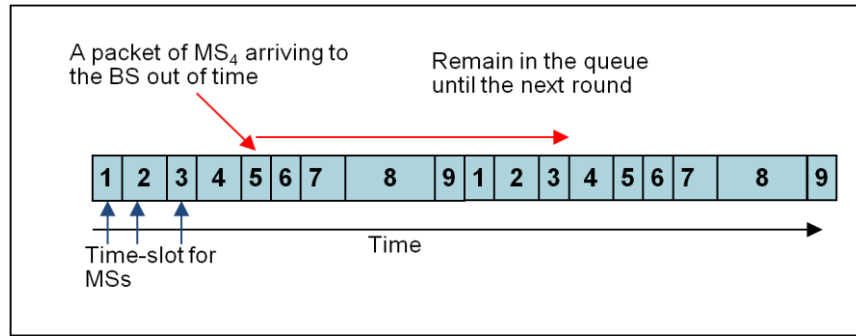 A packet of MS4 arriving to
the BS out of time
Remain in the queue
until the next round
1 2 3 4 5 6 7 8 9 1 2 3 4 5 6 7 8 9
Time-slot for
MSs
Time